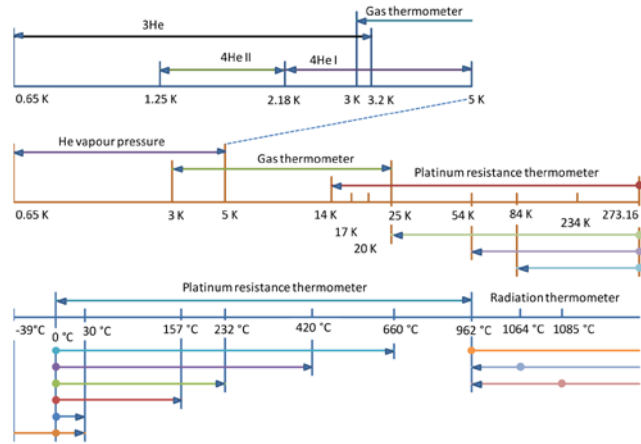 Gas thermometer
3He
4He II
4He I
0.65 K
1.25 K
2.18 K
3 K
3.2 K
5 K
He vapour pressure
Gas thermometer
Platinum resistance thermometer
0.65 K
3 K
5 K
14 K
25 K
54 K
84 K
273.16
17 K
234 K
20 K
Platinum resistance thermometer
Radiation thermometer
-39°C
0 °C
30 °C
157 °C
232 °C
420 °C
660 °C
962 °C
1064 °C
1085 °C